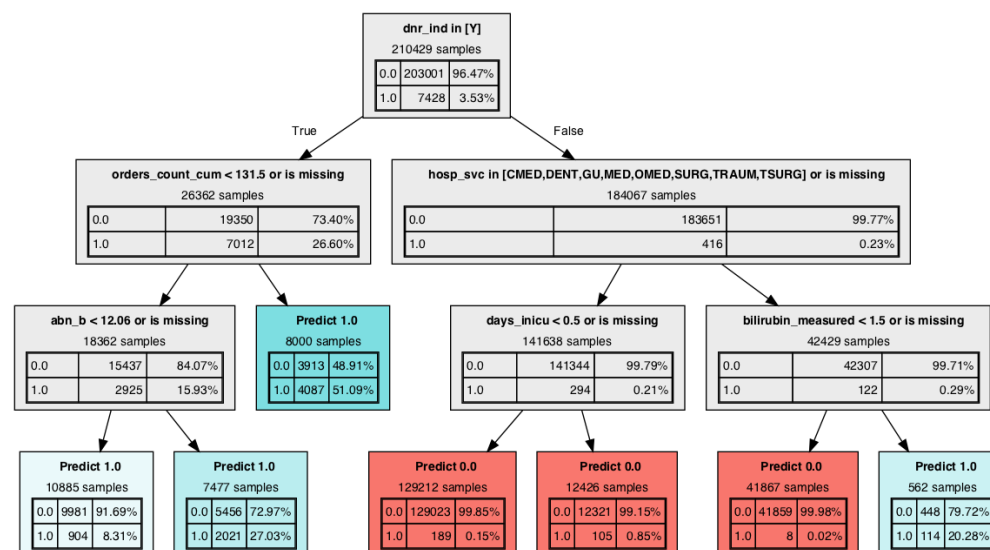 dnr_ind in [Y]
210429 samples
0.0 203001 96.47%
1.0 7428 3.53%
True
False
orders_count_cum < 131.5 or is missing
26362 samples
0.0 19350 73.40%
1.0 7012 26.60%
hosp_svc in [CMED,DENT,GU,MED,OMED,SURG,TRAUM,TSURG] or is missing
184067 samples
0.0 183651 99.77%
1.0 416 0.23%
abn_b < 12.06 or is missing
18362 samples
0.0 15437 84.07%
1.0 2925 15.93%
Predict 1.0
8000 samples
0.0 3913 48.91%
1.0 4087 51.09%
days_inicu < 0.5 or is missing
141638 samples
0.0 141344 99.79%
1.0 294 0.21%
bilirubin_measured < 1.5 or is missing
42429 samples
0.0 42307 99.71%
1.0 122 0.29%
Predict 1.0
10885 samples
0.0 9981 91.69%
1.0 904 8.31%
Predict 1.0
7477 samples
0.0 5456 72.97%
1.0 2021 27.03%
Predict 0.0
129212 samples
0.0 129023 99.85%
1.0 189 0.15%
Predict 0.0
12426 samples
0.0 12321 99.15%
1.0 105 0.85%
Predict 0.0
41867 samples
0.0 41859 99.98%
1.0 8 0.02%
Predict 1.0
562 samples
0.0 448 79.72%
1.0 114 20.28%